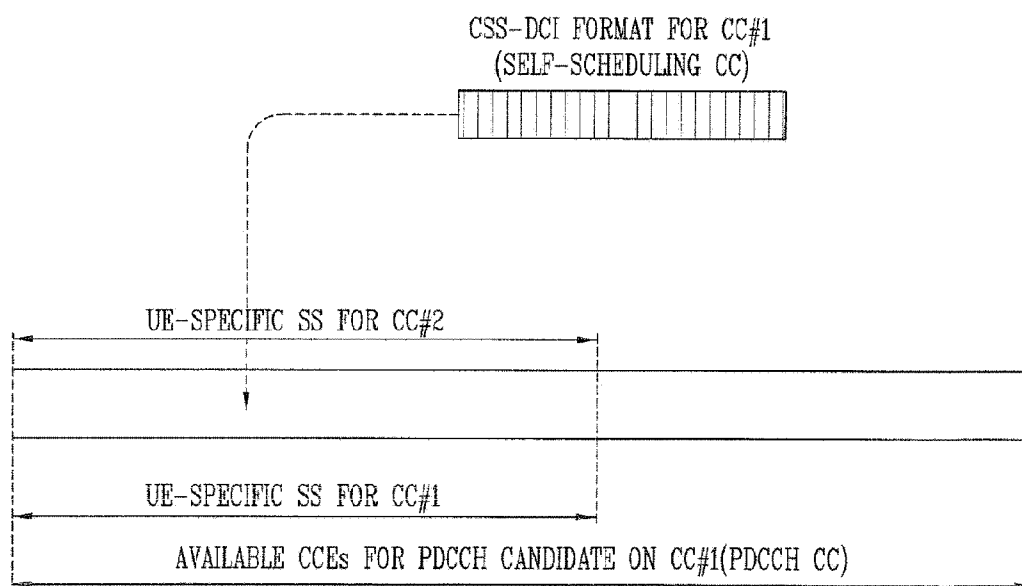 CSS-DCI FORMAT FOR CC#1
(SELF-SCHEDULING CC)
UE-SPECIFIC SS FOR CC#2
UE-SPECIFIC SS FOR CC#1
AVAILABLE CCEs FOR PDCCH CANDIDATE ON CC#1(PDCCH CC)